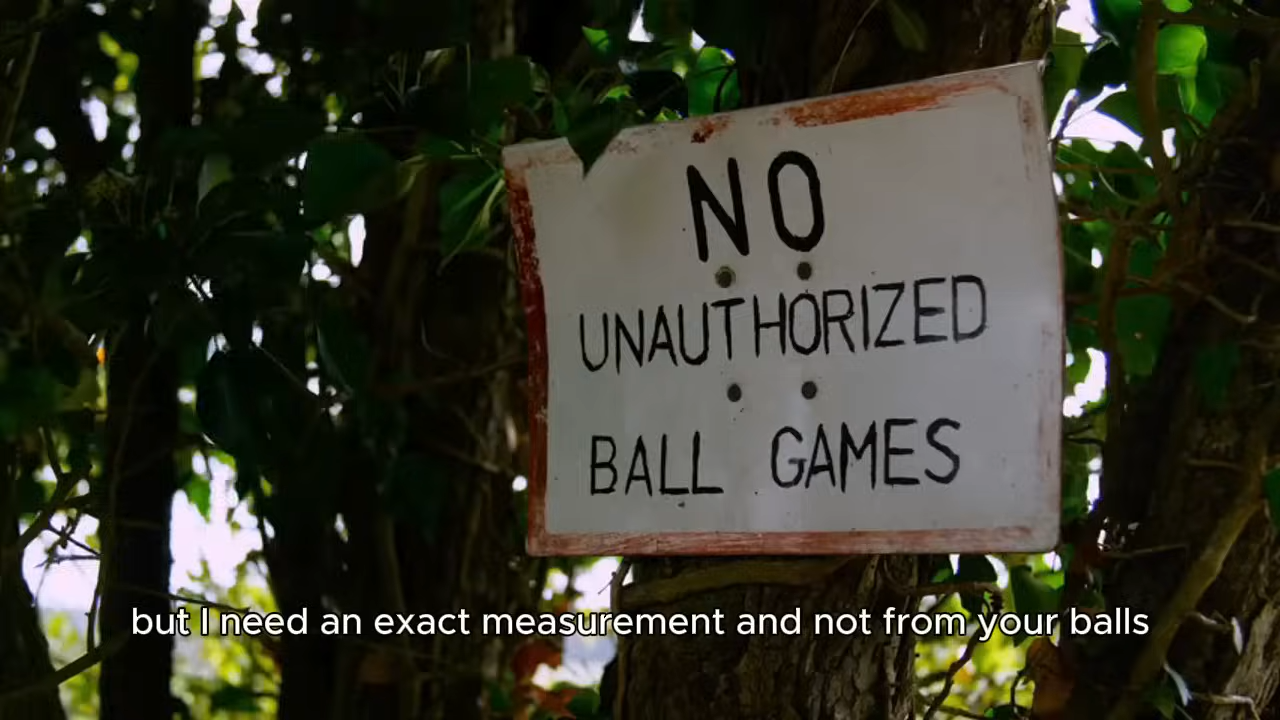 NO
UNAUTHORIZED
BALL GAMES
but I need an exact measurement and not from your balls